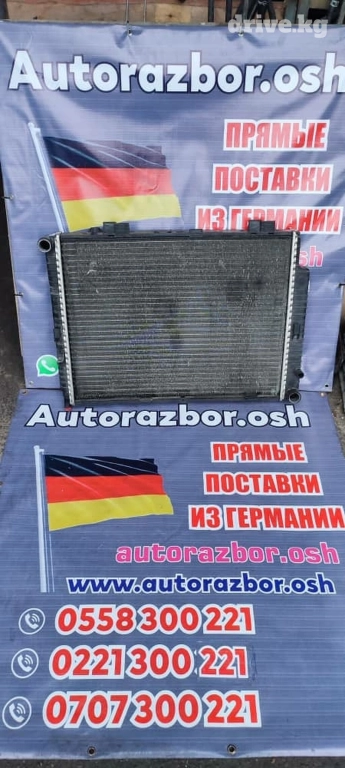 drive.kg
Autorazbor.osh
ПРЯМЫЕ
ПОСТАВКИ
ИЗ ГЕРМАНИИ
sh
Autorazbor.osh
ПРЯМЫЕ
ПОСТАВКИ
ИЗ ГЕРМАНИИ
autorazbor.osh
www.autorazbor.osh
0558 300 221
0221 300 221
0707 300 221